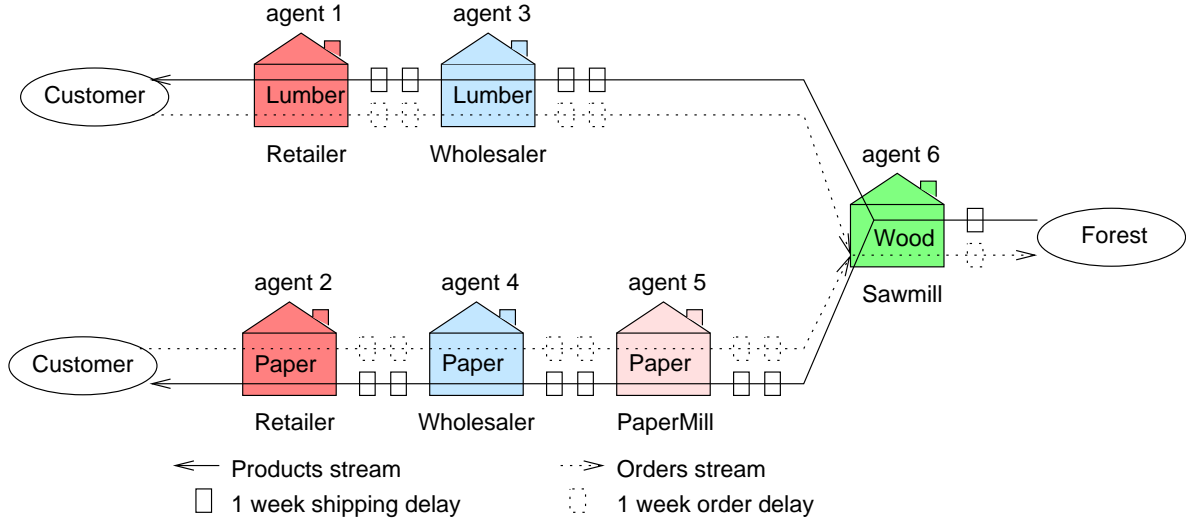 agent 1
agent 3
Customer
Lumber
Lumber
Retailer
Wholesaler
agent 6
Wood
Forest
Sawmill
agent 2
agent 4
agent 5
Customer
Paper
Paper
Paper
Retailer
Wholesaler
PaperMill
Products stream
Orders stream
1 week shipping delay
1 week order delay